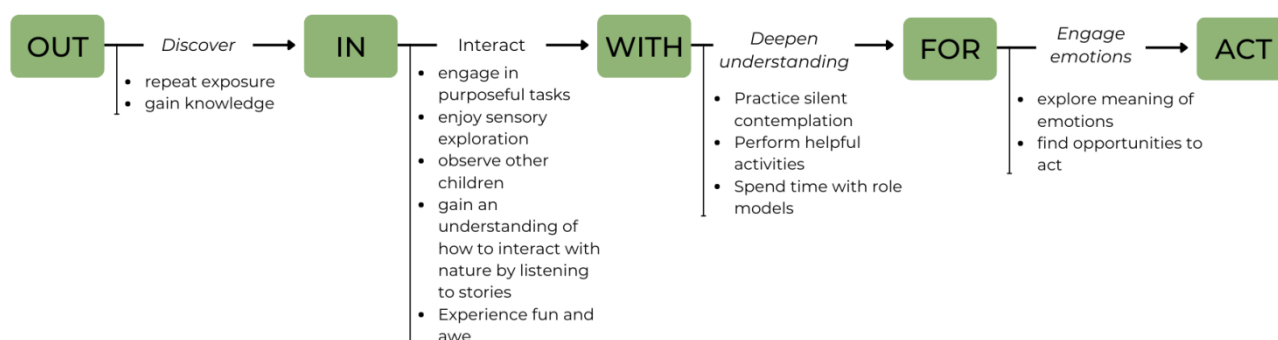 OUT
Discover
repeat exposure
gain knowledge
IN
Interact
engage in
purposeful tasks
enjoy sensory
exploration
observe other
children
gain an
understanding of
how to interact with
nature by listening
to stories
Experience fun and
awe
WITH
Deepen
understanding
Practice silent
contemplation
Perform helpful
activities
Spend time with role
models
FOR
Engage
emotions
explore meaning of
emotions
find opportunities to
act
ACT